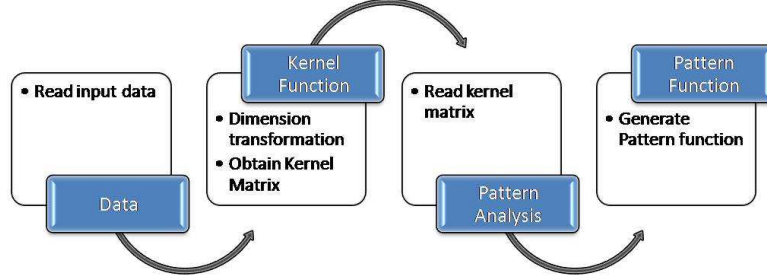 • Read input data
Data
Kernel
Function
• Dimension
transformation
• Obtain Kernel
Matrix
• Read kernel
matrix
Pattern
Analysis
Pattern
Function
• Generate
Pattern function